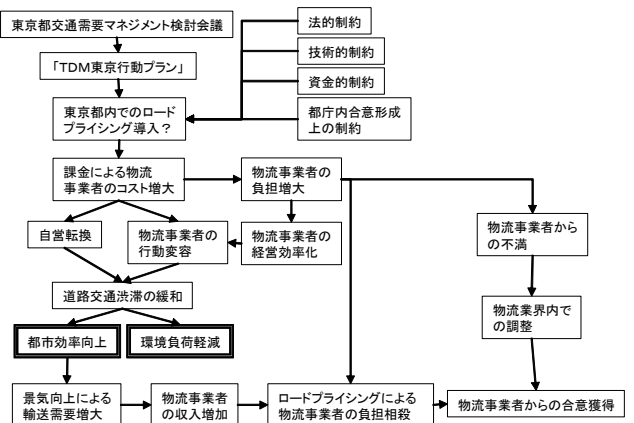 東京都交通需要マネジメント検討会議
「TDM東京行動プラン」
東京都内でのロード
プライシング導入？
法的制約
技術的制約
資金的制約
都庁内合意形成
上の制約
課金による物流
事業者のコスト増大
物流事業者の
負担増大
自営転換
物流事業者の
行動変容
物流事業者の
経営効率化
物流事業者から
の不満
道路交通渋滞の緩和
都市効率向上
環境負荷軽減
物流業界内で
の調整
景気向上による
輸送需要増大
物流事業者
の収入増加
ロードプライシングによる
物流事業者の負担相殺
物流事業者からの合意獲得